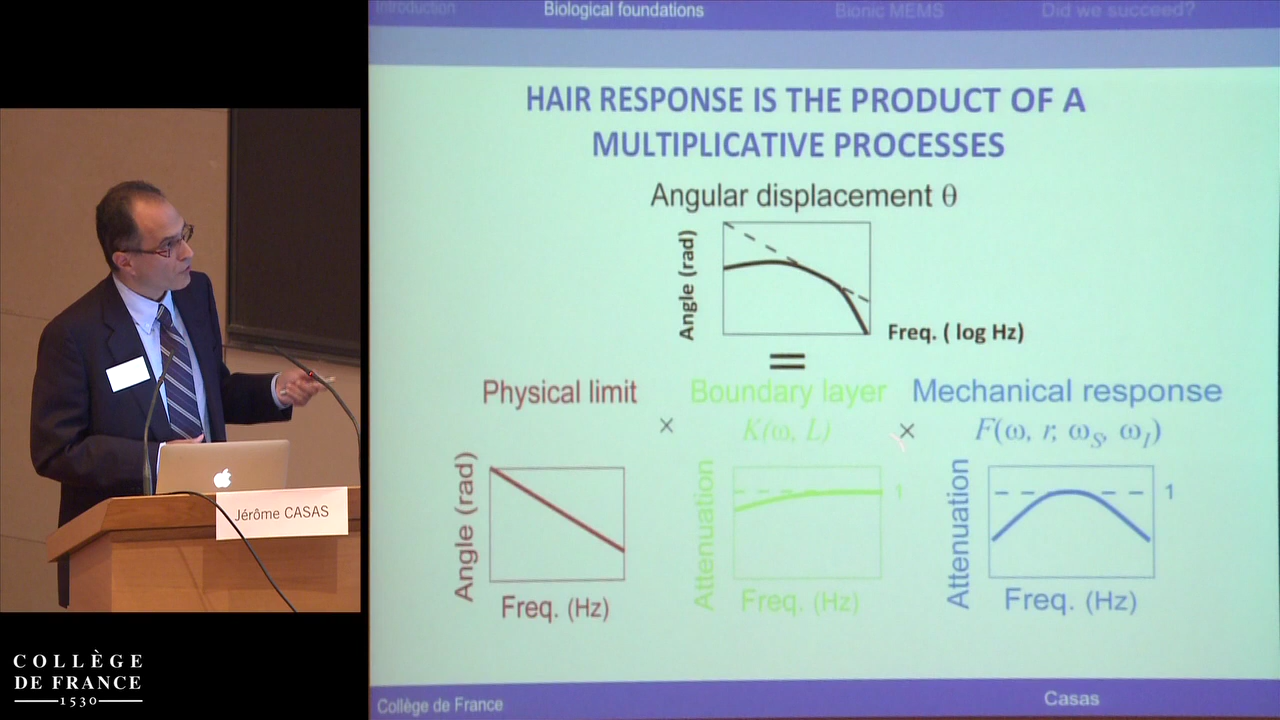 Introduction
Biological foundations
Bionic MEMS
Did we succeed?
HAIR RESPONSE IS THE PRODUCT OF A
MULTIPLICATIVE PROCESSES
Angular displacement θ
Angle (rad)
Freq. ( log Hz)
=
Physical limit
×
Boundary layer
K(ω, L)
×
Mechanical response
F(ω, r, ω_S, ω_I)
Angle (rad)
Freq. (Hz)
Attenuation
1
Freq. (Hz)
Attenuation
1
Freq. (Hz)
Collège de France
Casas
Jérôme CASAS
COLLÈGE
DE FRANCE
1530